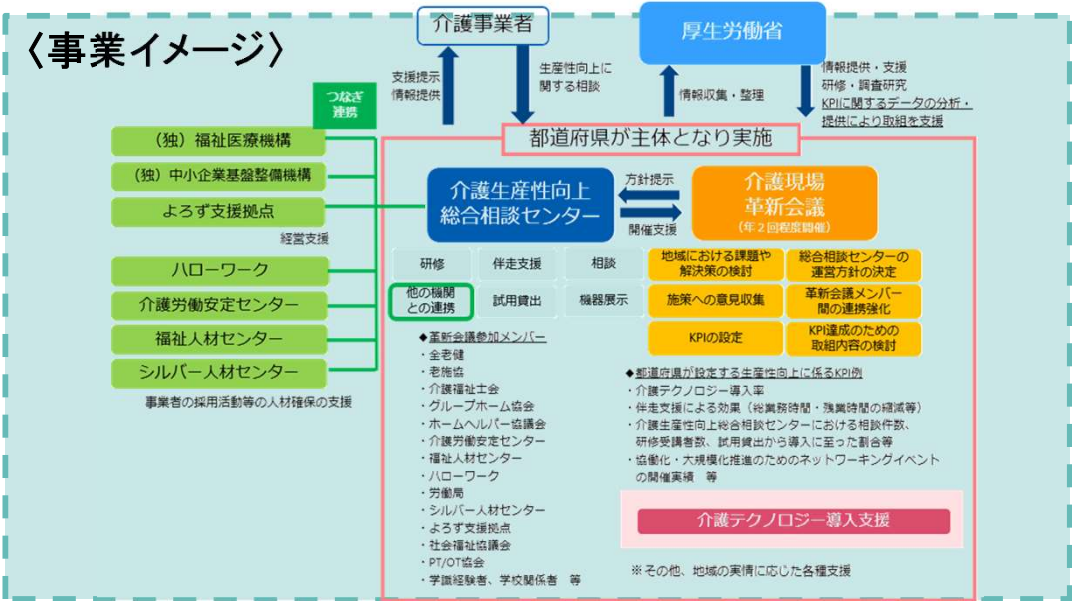 〈事業イメージ〉
介護事業者
厚生労働省
支援提示
情報提供
生産性向上に
関する相談
情報収集・整理
情報提供・支援
研修・調査研究
KPIに関するデータの分析・
提供により取組を支援
つなぎ
連携
都道府県が主体となり実施
（独）福祉医療機構
（独）中小企業基盤整備機構
よろず支援拠点
経営支援
ハローワーク
介護労働安定センター
福祉人材センター
シルバー人材センター
事業者の採用活動等の人材確保の支援
介護生産性向上
総合相談センター
方針提示
開催支援
介護現場
革新会議
（年２回程度開催）
研修
伴走支援
相談
他の機関
との連携
試用貸出
機器展示
地域における課題や
解決策の検討
総合相談センターの
運営方針の決定
施策への意見収集
革新会議メンバー
間の連携強化
KPIの設定
KPI達成のための
取組内容の検討
◆革新会議参加メンバー
・全老健
・老施協
・介護福祉士会
・グループホーム協会
・ホームヘルパー協議会
・介護労働安定センター
・福祉人材センター
・ハローワーク
・労働局
・シルバー人材センター
・よろず支援拠点
・社会福祉協議会
・PT/OT協会
・学識経験者、学校関係者　等
◆都道府県が設定する生産性向上に係るKPI例
・介護テクノロジー導入率
・伴走支援による効果（総業務時間・残業時間の縮減等）
・介護生産性向上総合相談センターにおける相談件数、
研修受講者数、試用貸出から導入に至った割合等
・協働化・大規模化推進のためのネットワーキングイベント
の開催実績　等
介護テクノロジー導入支援
※その他、地域の実情に応じた各種支援